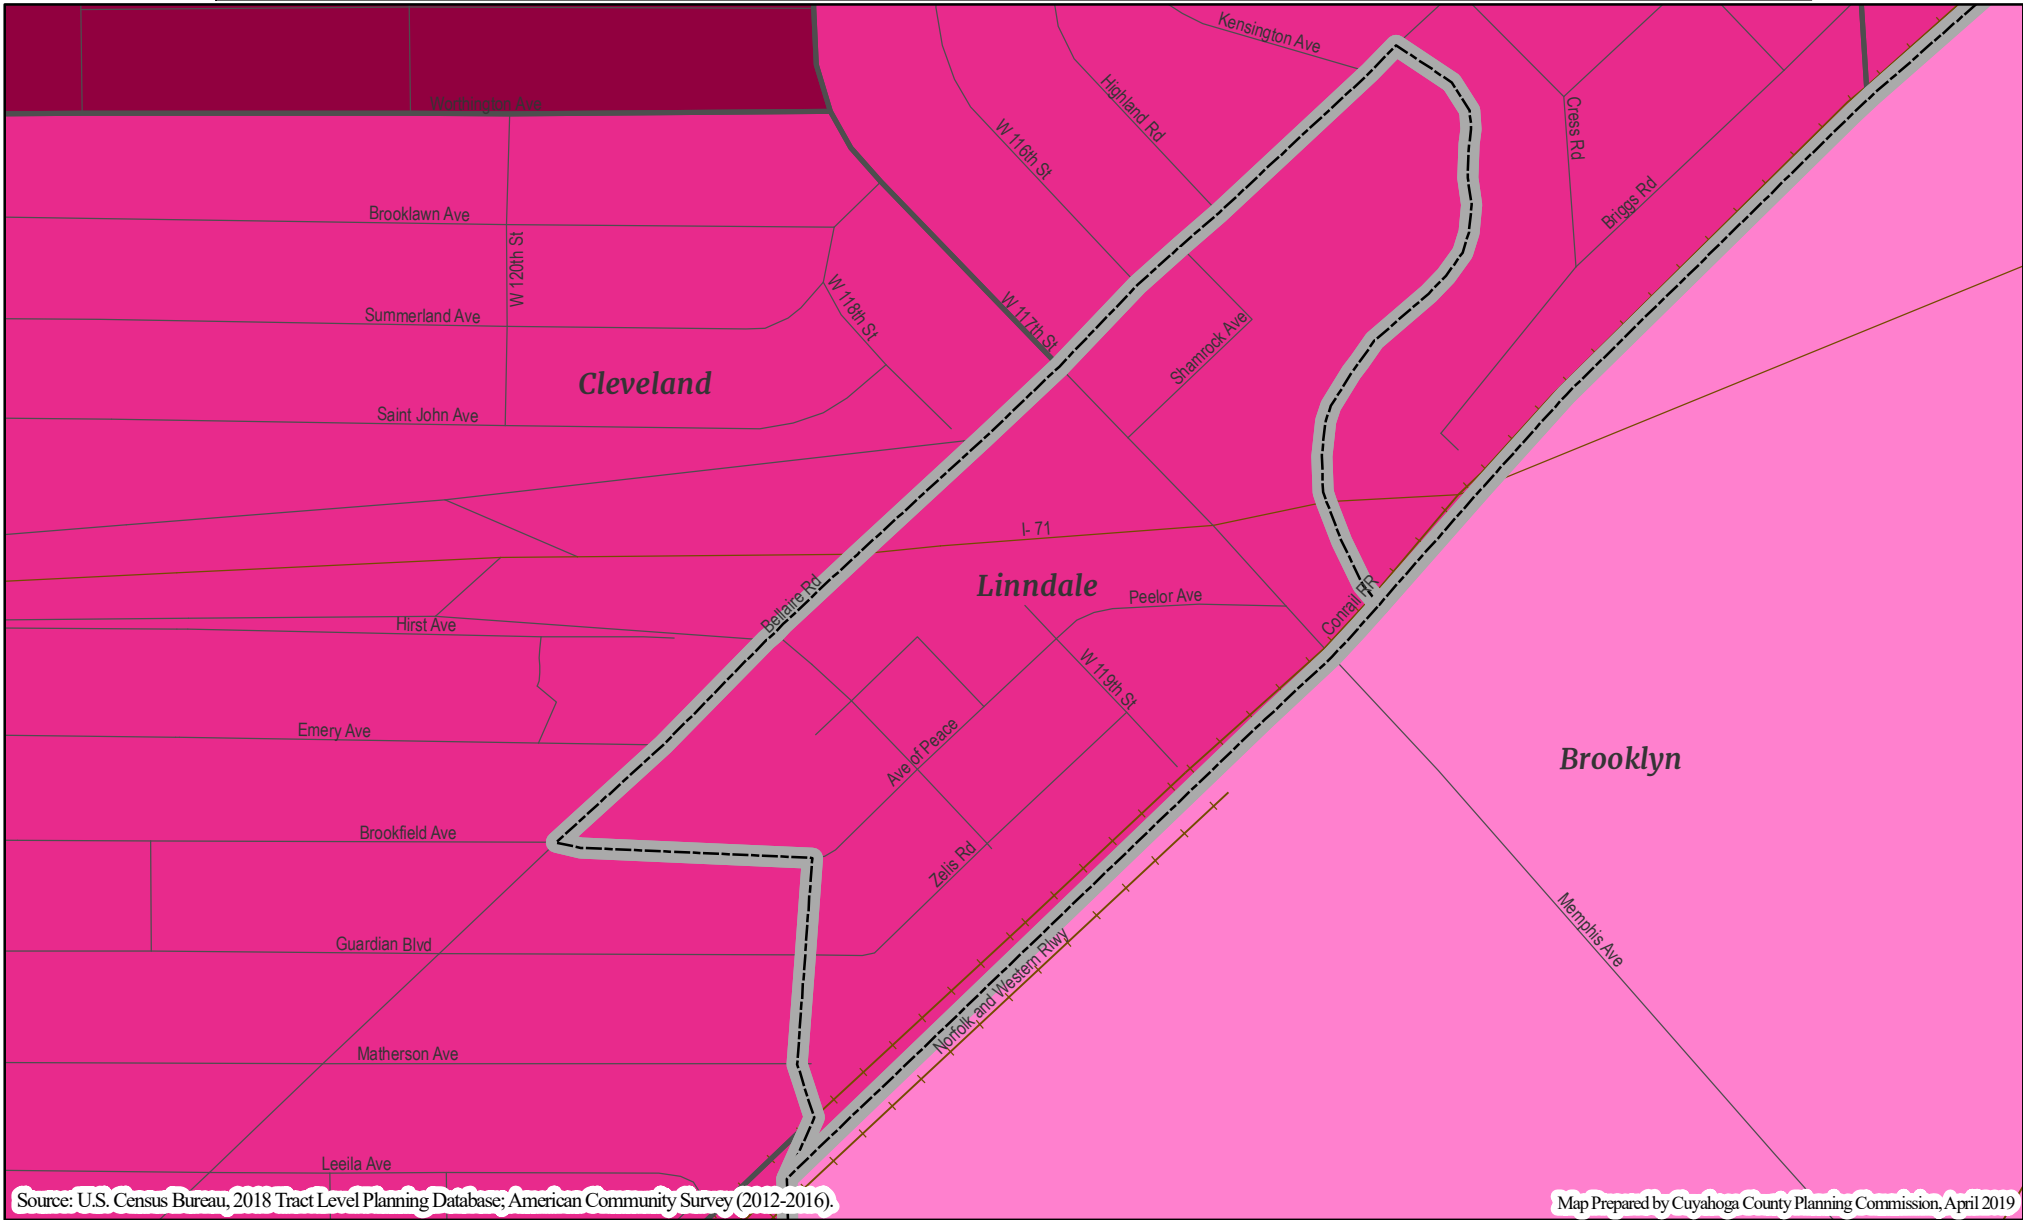 Kensington Ave
Worthington Ave
Highland Rd
Cress Rd
W 116th St
Briggs Rd
Brooklawn Ave
W 120th St
W 118th St
W 117th St
Summerland Ave
Shamrock Ave
Cleveland
Saint John Ave
I- 71
Linndale
Bellaire Rd
Peelor Ave
Conrail RR
Hirst Ave
W 119th St
Emery Ave
Ave of Peace
Brooklyn
Brookfield Ave
Zelis Rd
Memphis Ave
Guardian Blvd
Norfolk and Western Rlwy
Matherson Ave
Leeila Ave
Source: U.S. Census Bureau, 2018 Tract Level Planning Database; American Community Survey (2012-2016).
Map Prepared by Cuyahoga County Planning Commission, April 2019